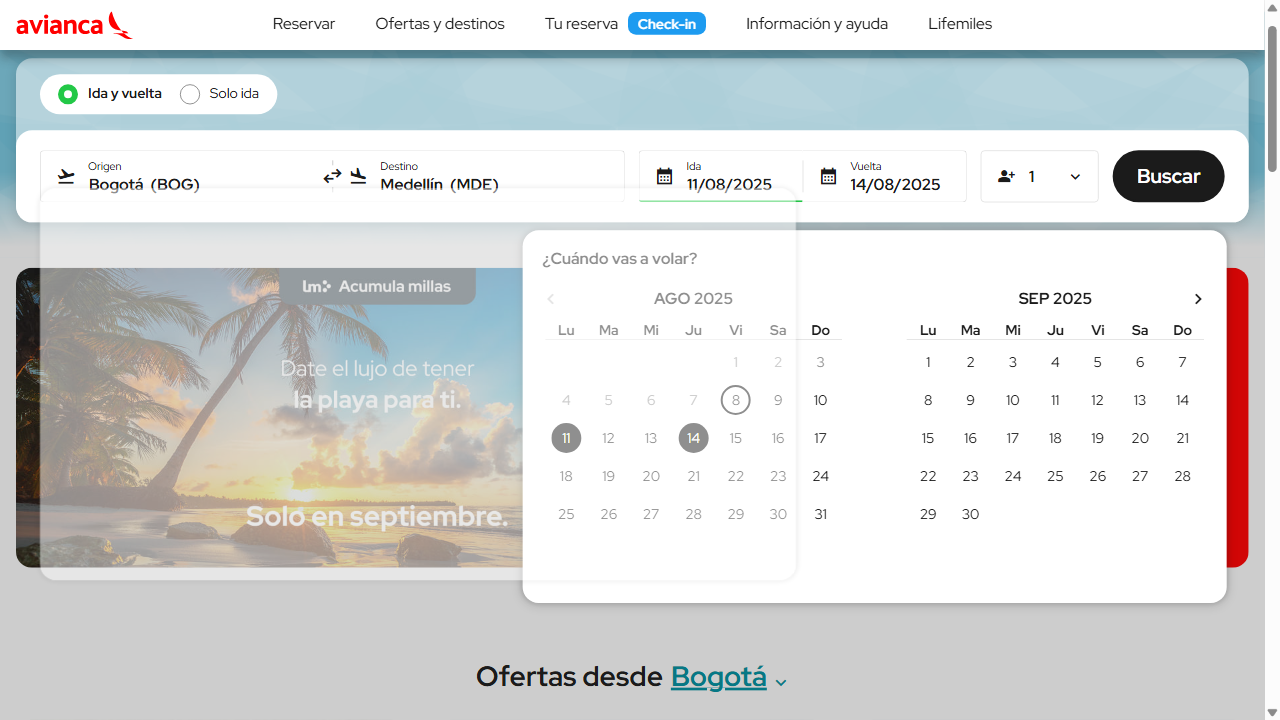 avianca
Reservar
Ofertas y destinos
Tu reserva
Check-in
Información y ayuda
Lifemiles
Ida y vuelta
Solo ida
Origen
Bogotá (BOG)
Destino
Medellín (MDE)
Ida
11/08/2025
Vuelta
14/08/2025
1
Buscar
¿Cuándo vas a volar?
lm Acumula millas
Date el lujo de tener
la playa para ti.
Solo en septiembre.
AGO 2025
Lu Ma Mi Ju Vi Sa Do
1 2 3
4 5 6 7 8 9 10
11 12 13 14 15 16 17
18 19 20 21 22 23 24
25 26 27 28 29 30 31
SEP 2025
Lu Ma Mi Ju Vi Sa Do
1 2 3 4 5 6 7
8 9 10 11 12 13 14
15 16 17 18 19 20 21
22 23 24 25 26 27 28
29 30
Ofertas desde Bogotá